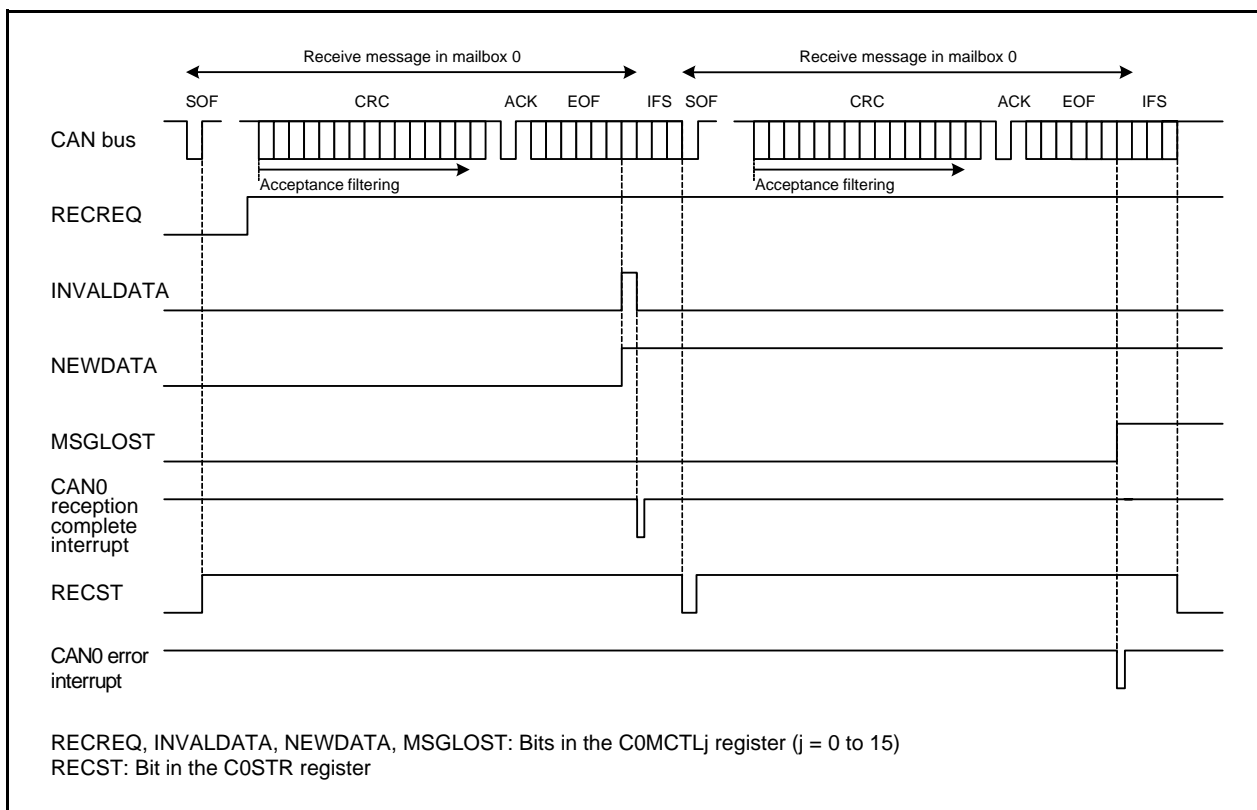 Receive message in mailbox 0 Receive message in mailbox 0
SOF CRC ACK EOF IFS SOF CRC ACK EOF IFS
CAN bus
Acceptance filtering Acceptance filtering
RECREQ
INVALDATA
NEWDATA
MSGLOST
CAN0
reception
complete
interrupt
RECST
CAN0 error
interrupt
RECREQ, INVALDATA, NEWDATA, MSGLOST: Bits in the C0MCTLj register (j = 0 to 15)
RECST: Bit in the C0STR register